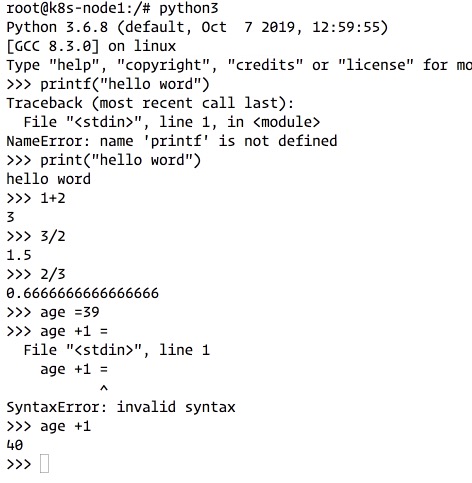 root@k8s-node1:/# python3
Python 3.6.8 (default, Oct  7 2019, 12:59:55)
[GCC 8.3.0] on linux
Type "help", "copyright", "credits" or "license" for mo
>>> printf("hello word")
Traceback (most recent call last):
  File "<stdin>", line 1, in <module>
NameError: name 'printf' is not defined
>>> print("hello word")
hello word
>>> 1+2
3
>>> 3/2
1.5
>>> 2/3
0.6666666666666666
>>> age =39
>>> age +1 =
  File "<stdin>", line 1
    age +1 =
           ^
SyntaxError: invalid syntax
>>> age +1
40
>>>